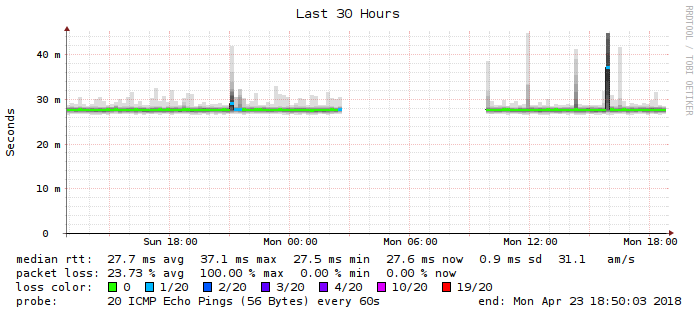 Last 30 Hours
RRDTOOL / TOBI OETIKER
Seconds
40 m
30 m
20 m
10 m
0
Sun 18:00 Mon 00:00 Mon 06:00 Mon 12:00 Mon 18:00
median rtt: 27.7 ms avg 37.1 ms max 27.5 ms min 27.6 ms now 0.9 ms sd 31.1 am/s
packet loss: 23.73 % avg 100.00 % max 0.00 % min 0.00 % now
loss color: 0 1/20 2/20 3/20 4/20 10/20 19/20
probe: 20 ICMP Echo Pings (56 Bytes) every 60s end: Mon Apr 23 18:50:03 2018